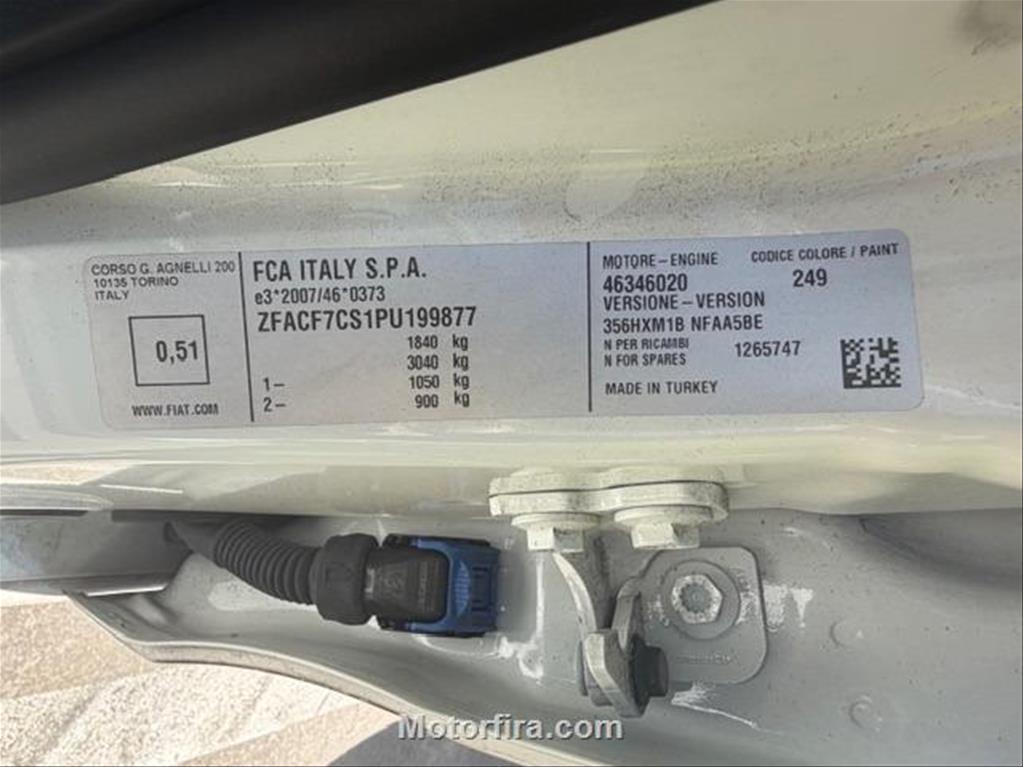 CORSO G. AGNELLI 200
10135 TORINO
ITALY
0,51
WWW.FIAT.COM
FCA ITALY S.P.A.
e3*2007/46*0373
ZFACF7CS1PU199877
1840 kg
3040 kg
1- 1050 kg
2- 900 kg
MOTORE-ENGINE CODICE COLORE / PAINT
46346020 249
VERSIONE-VERSION
356HXM1B NFAA5BE
N PER RICAMBI
N FOR SPARES 1265747
MADE IN TURKEY
Motorfira.com